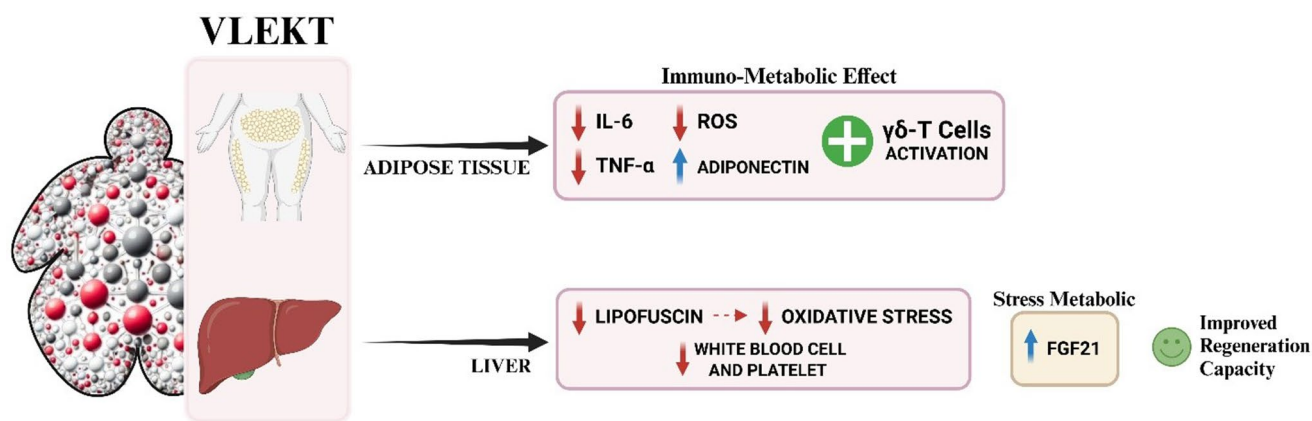 VLEKT
Immuno-Metabolic Effect
IL-6
ROS
TNF-α
ADIPONECTIN
γδ-T Cells
ACTIVATION
ADIPOSE TISSUE
LIPOFUSCIN
OXIDATIVE STRESS
WHITE BLOOD CELL
AND PLATELET
LIVER
Stress Metabolic
FGF21
Improved
Regeneration
Capacity